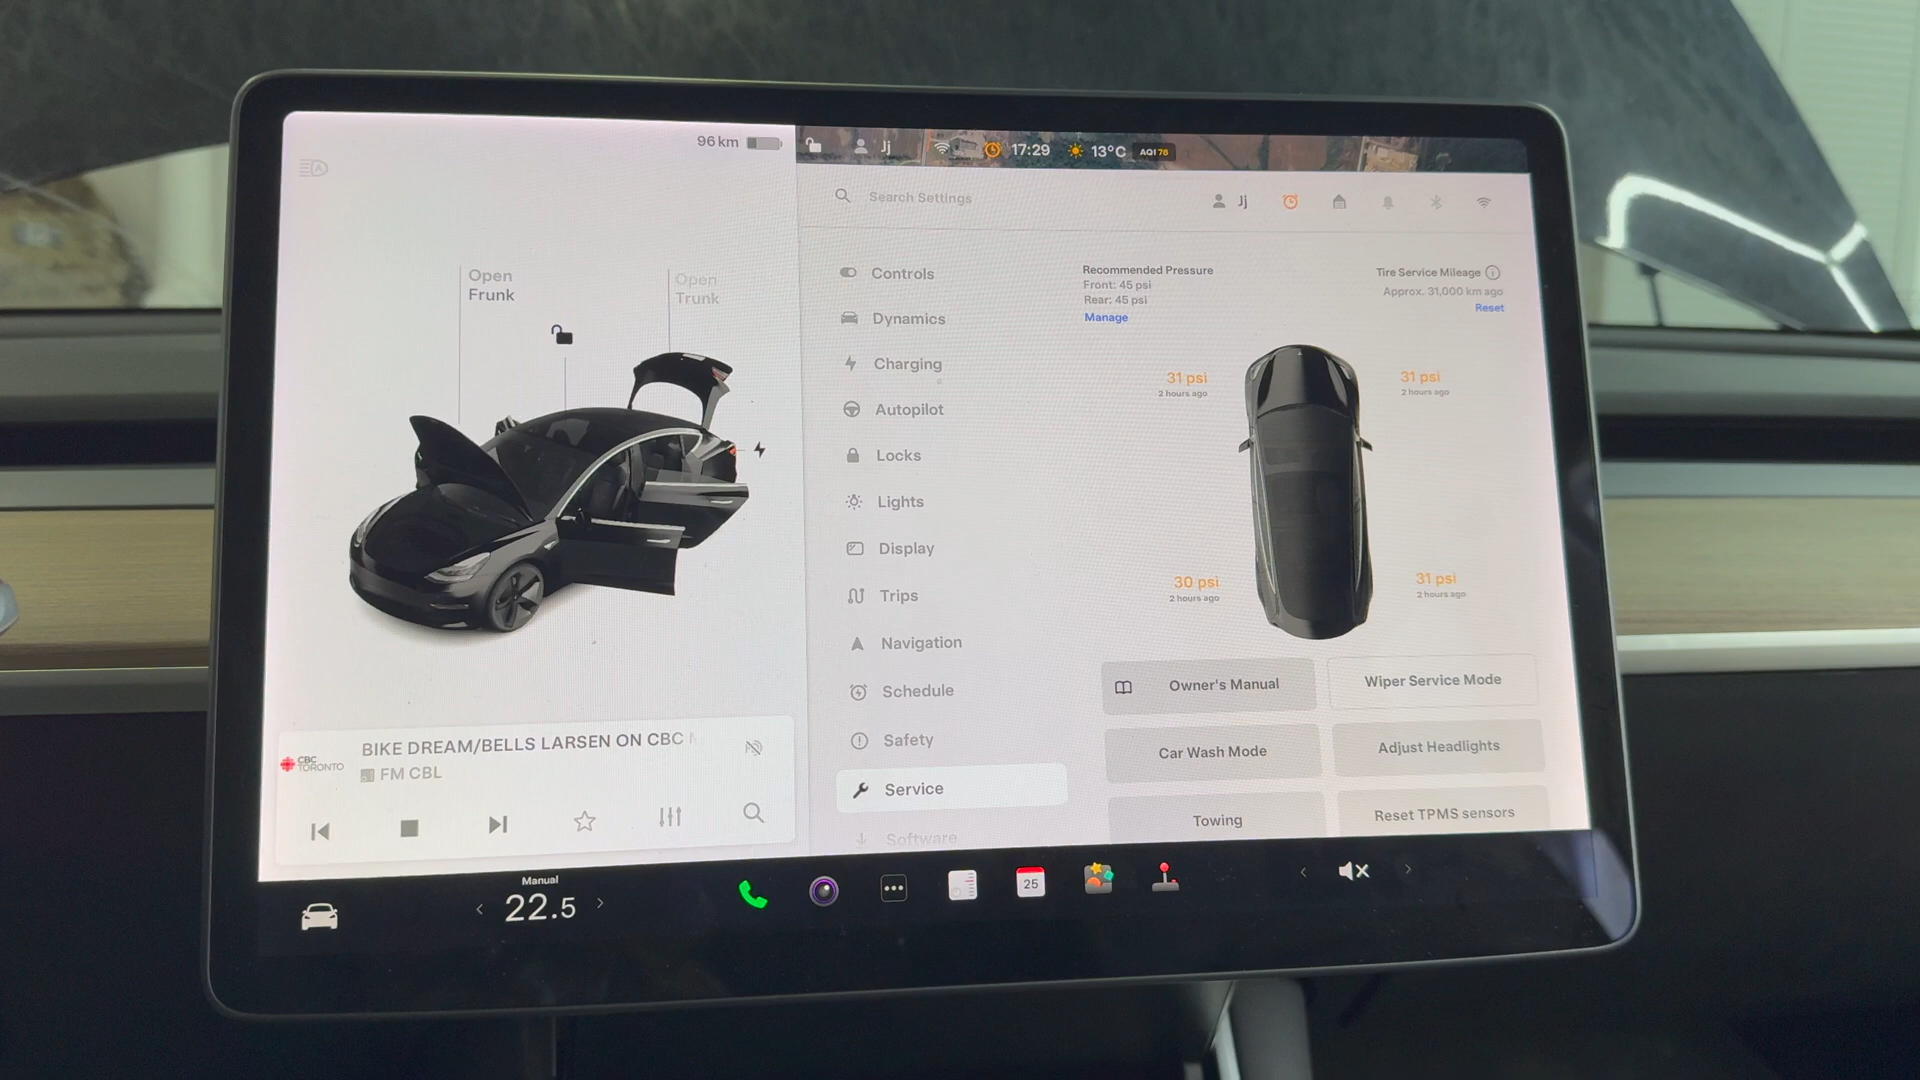 96 km
Jj
17:29
13°C
AQI 78
A
Open
Frunk
Open
Trunk
BIKE DREAM/BELLS LARSEN ON CBC
CBC
TORONTO
FM CBL
Search Settings
Jj
Controls
Dynamics
Charging
Autopilot
Locks
Lights
Display
Trips
Navigation
Schedule
Safety
Service
Software
Recommended Pressure
Front: 45 psi
Rear: 45 psi
Manage
Tire Service Mileage
Approx. 31,000 km ago
Reset
31 psi
2 hours ago
31 psi
2 hours ago
30 psi
2 hours ago
31 psi
2 hours ago
Owner's Manual
Wiper Service Mode
Car Wash Mode
Adjust Headlights
Towing
Reset TPMS sensors
Manual
22.5
25